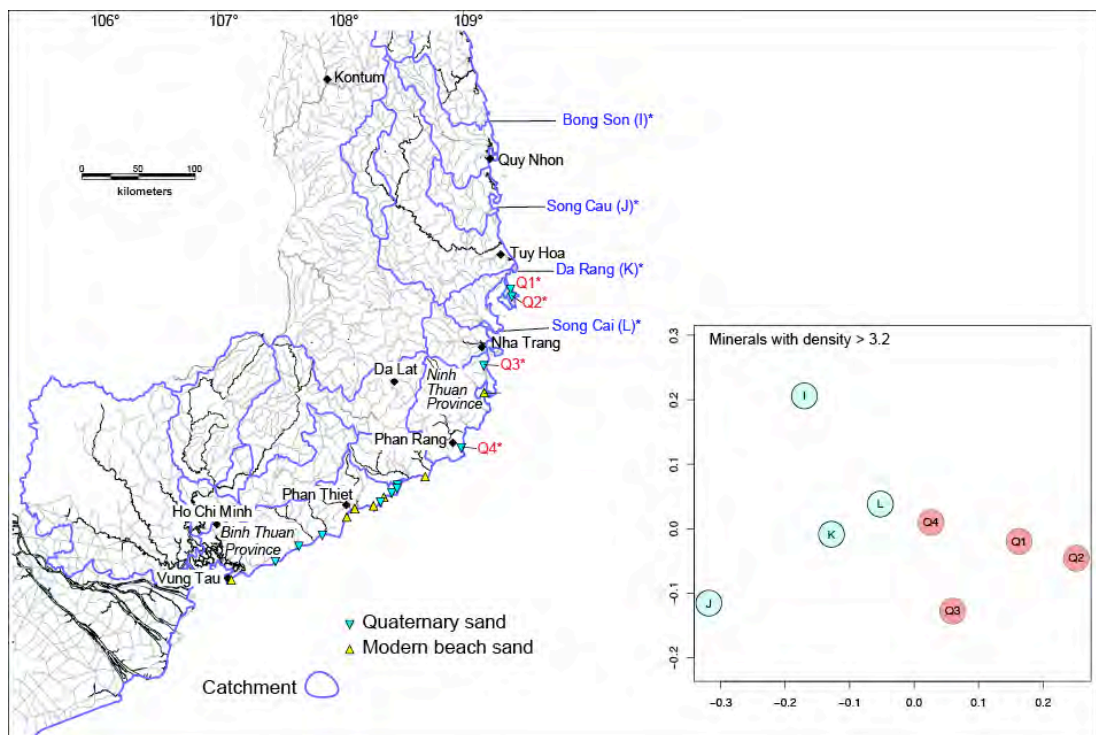 106°
107°
108°
109°
Kontum
Bong Son (I)*
0 50 100
kilometers
Quy Nhon
Song Cau (J)*
Tuy Hoa
Da Rang (K)*
Q1*
Q2*
Song Cai (L)*
Nha Trang
Q3*
Da Lat
Ninh
Thuan
Province
Phan Rang
Q4*
Phan Thiet
Ho Chi Minh
Binh Thuan
Province
Vung Tau
Quaternary sand
Modern beach sand
Catchment
Minerals with density > 3.2
0.3
0.2
0.1
0.0
−0.1
−0.2
I
L
K
J
Q4
Q1
Q2
Q3
−0.3
−0.2
−0.1
0.0
0.1
0.2